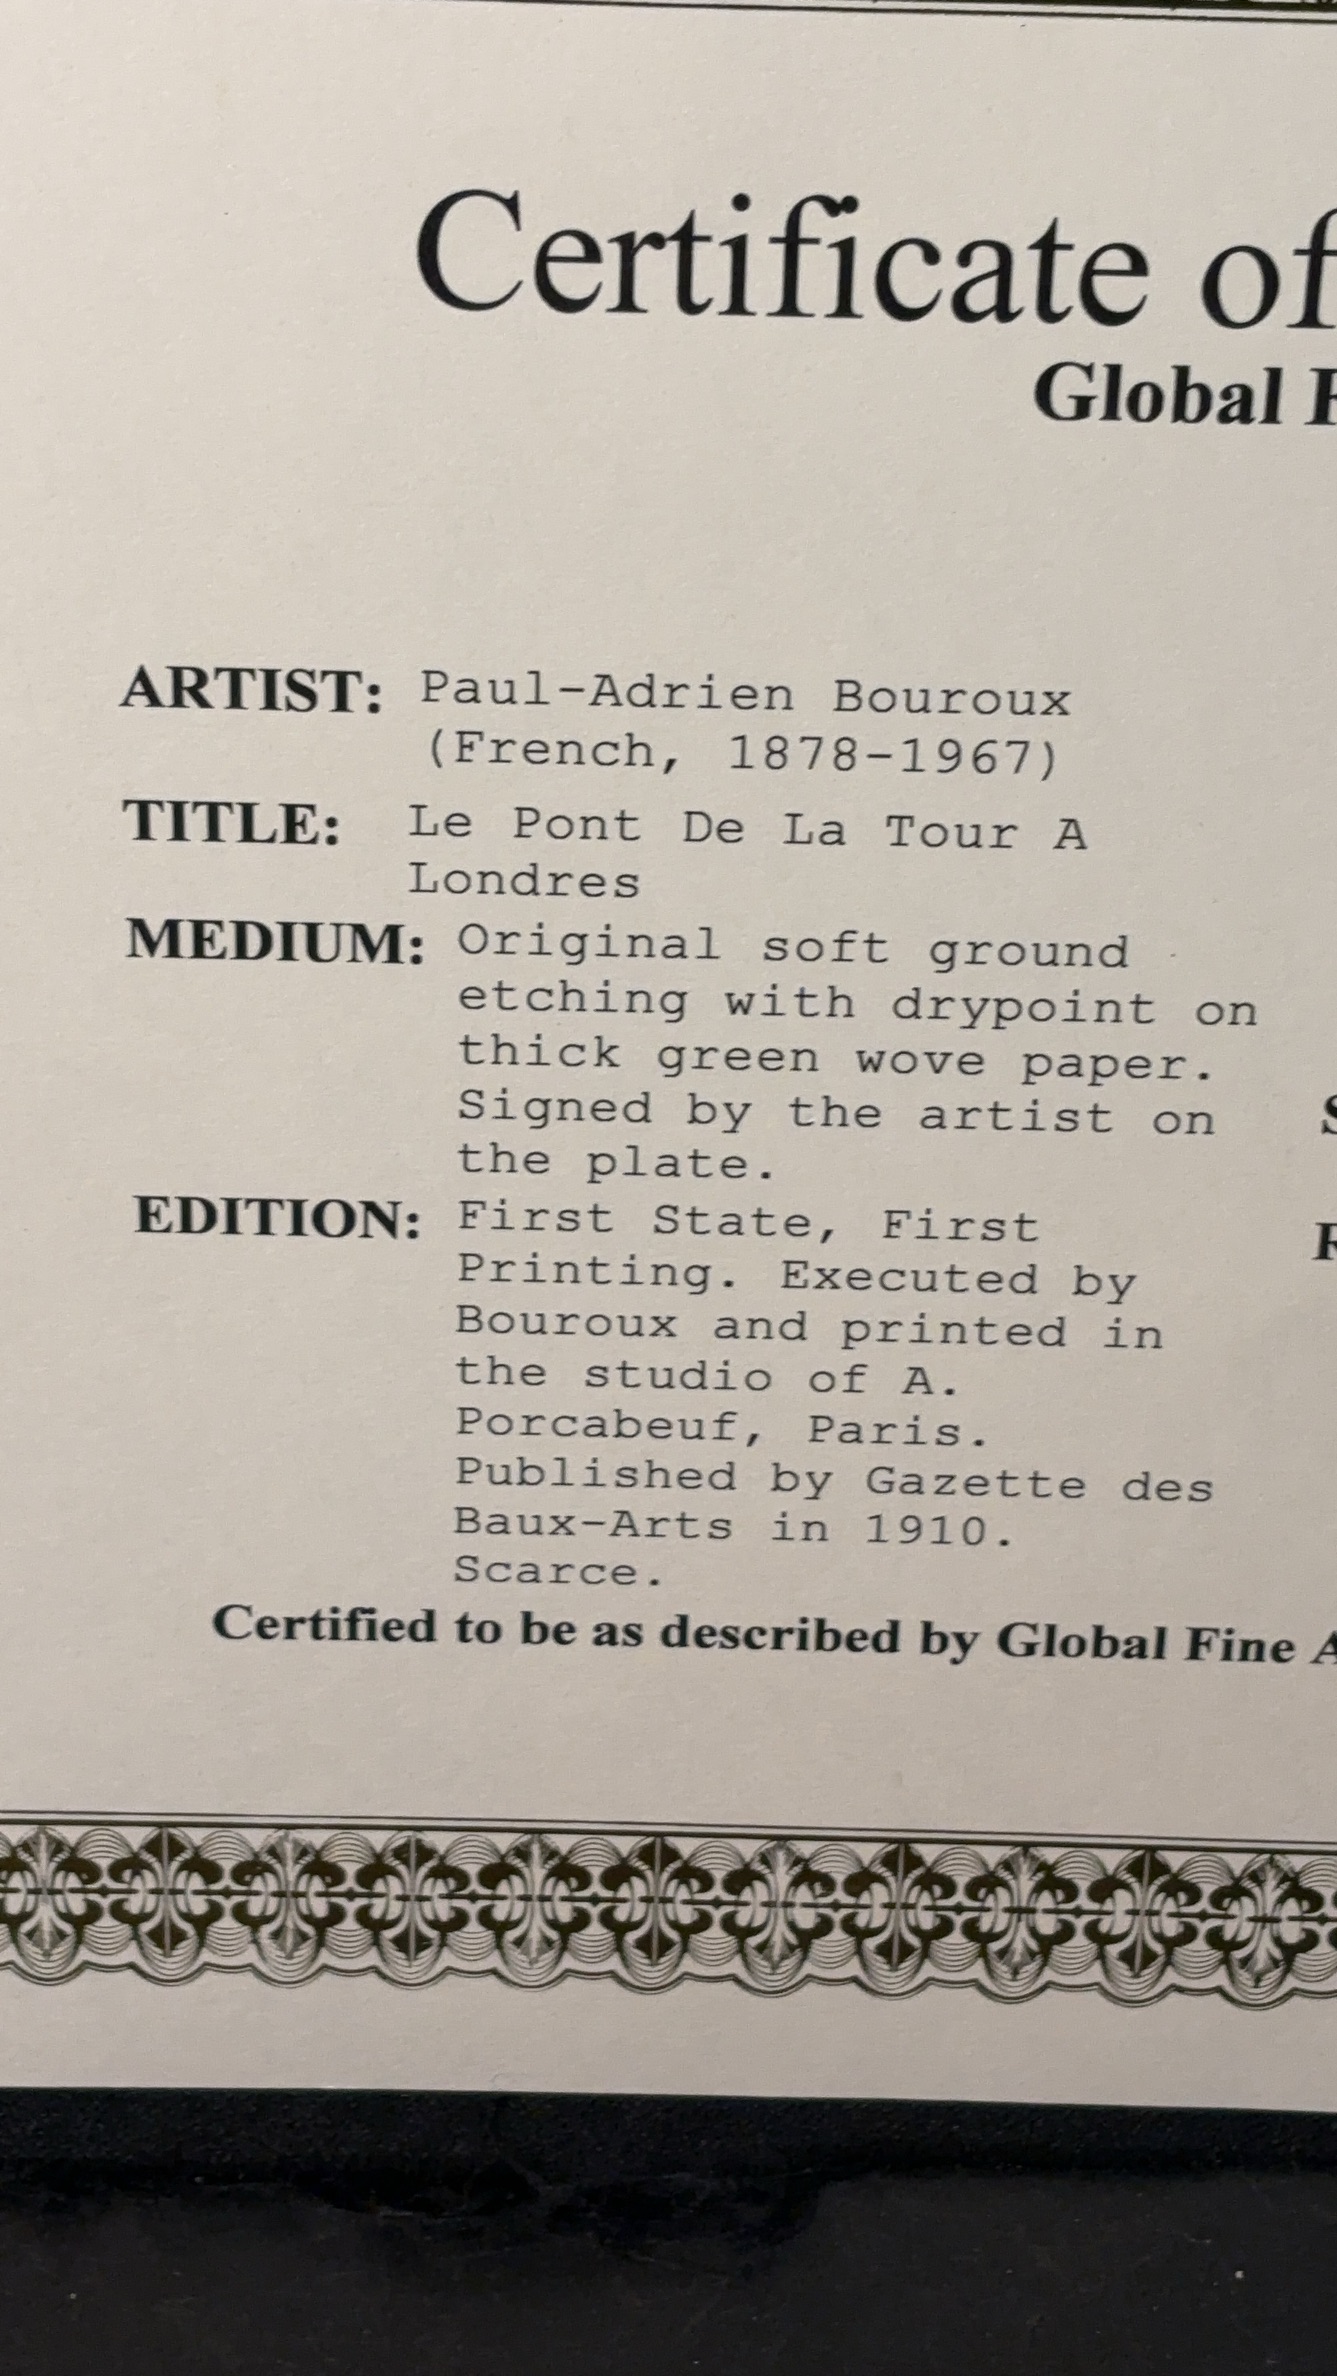 Certificate of
Global
ARTIST: Paul-Adrien Bouroux
(French, 1878-1967)
TITLE: Le Pont De La Tour A
Londres
MEDIUM: Original soft ground
etching with drypoint on
thick green wove paper.
Signed by the artist on
the plate.
EDITION: First State, First
Printing. Executed by
Bouroux and printed in
the studio of A.
Porcabeuf, Paris.
Published by Gazette des
Baux-Arts in 1910.
Scarce.
Certified to be as described by Global Fine